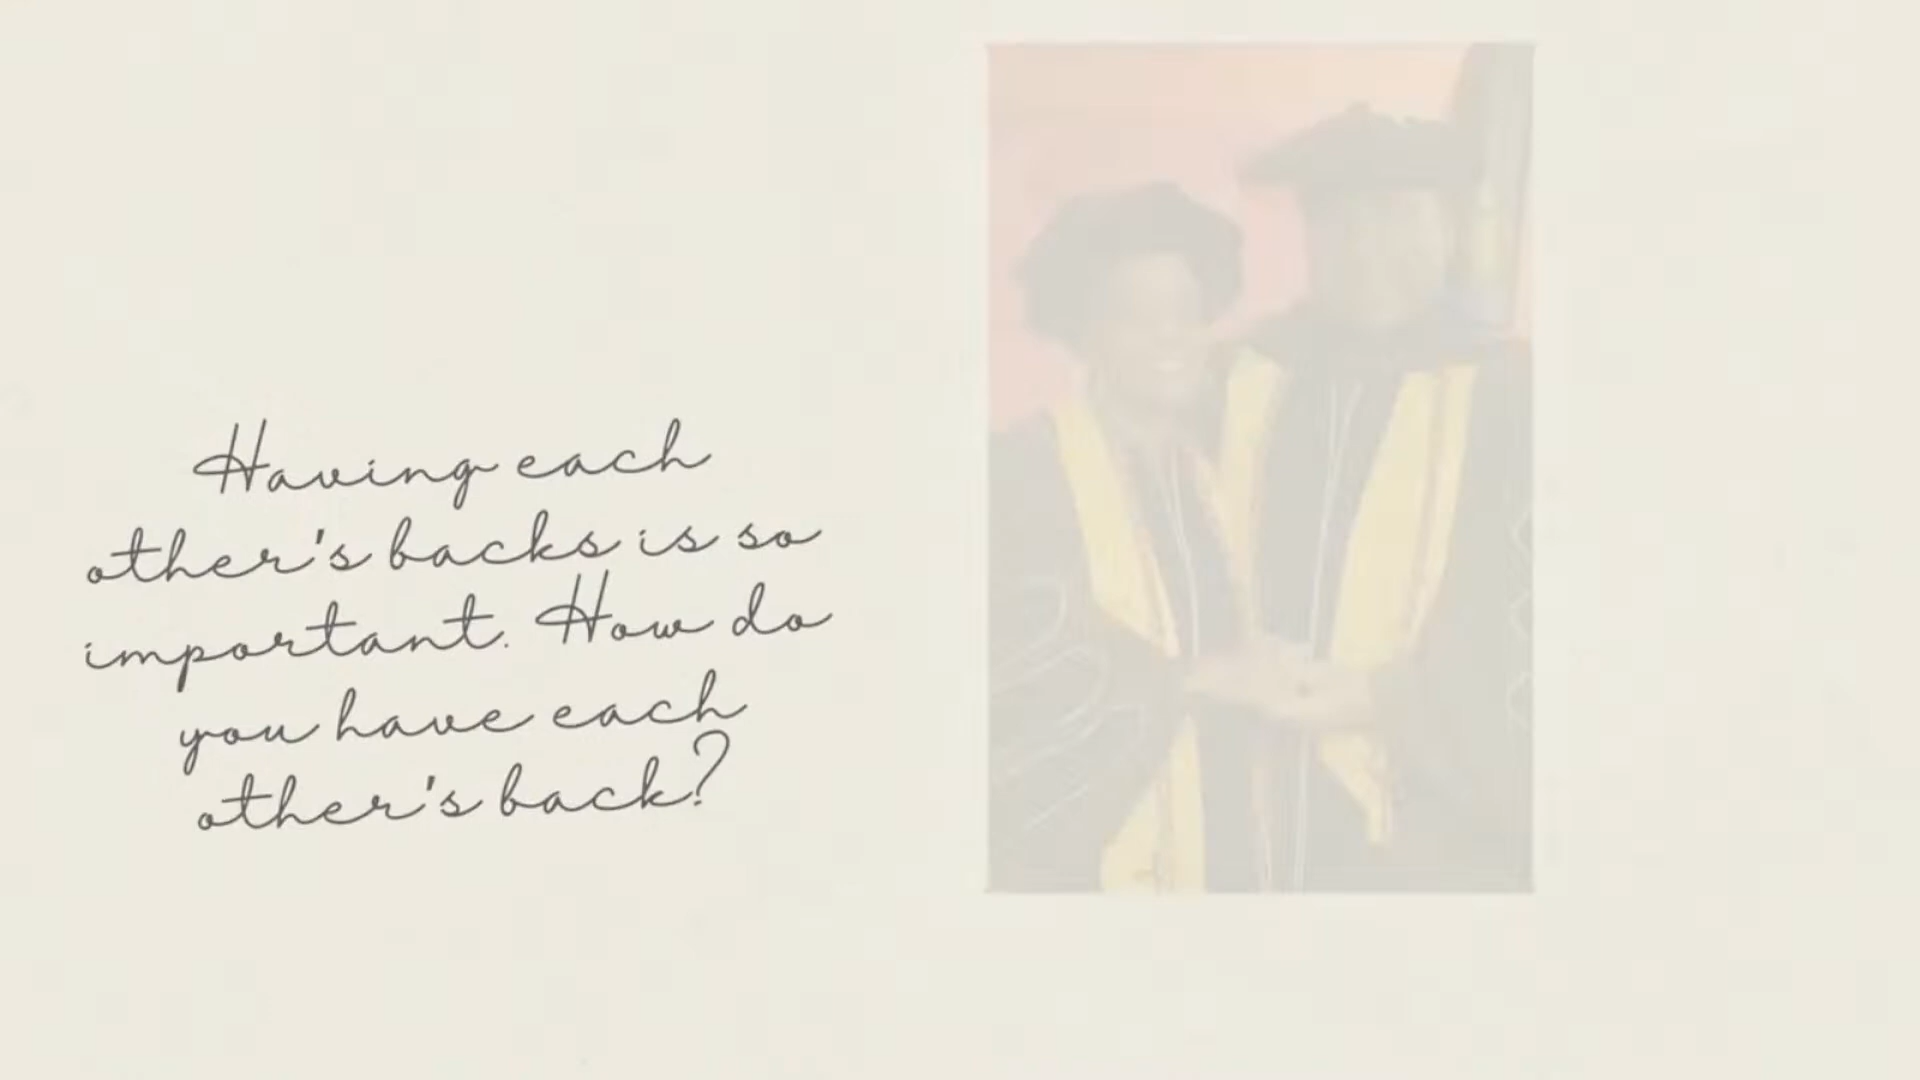 Having each
other's backs is so
important. How do
you have each
other's back?